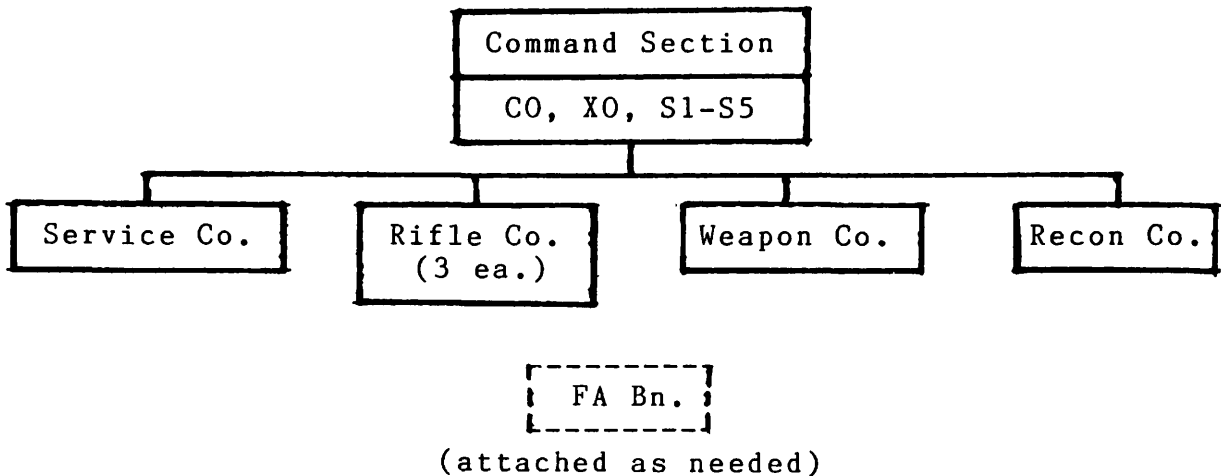 Command Section
CO, XO, S1-S5
Service Co.
Rifle Co.
(3 ea.)
Weapon Co.
Recon Co.
FA Bn.
(attached as needed)